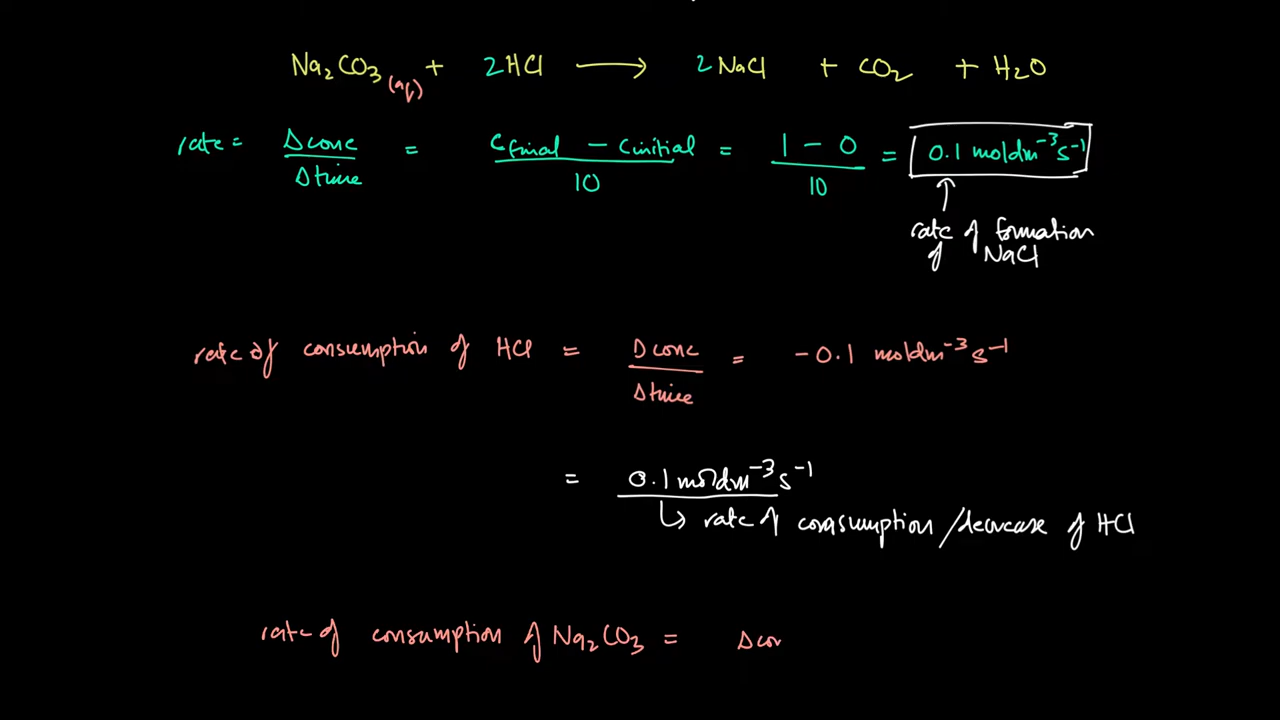 Na₂CO₃(aq) + 2HCl ⟶ 2NaCl + CO₂ + H₂O
rate = Δconc/Δtime = (Cfinal − Cinitial)/10 = (1 − 0)/10 = 0.1 moldm⁻³s⁻¹
rate of formation
of NaCl
rate of consumption of HCl = Δconc/Δtime = −0.1 moldm⁻³s⁻¹
= 0.1 moldm⁻³s⁻¹
↳ rate of consumption/decrease of HCl
rate of consumption of Na₂CO₃ = Δcon